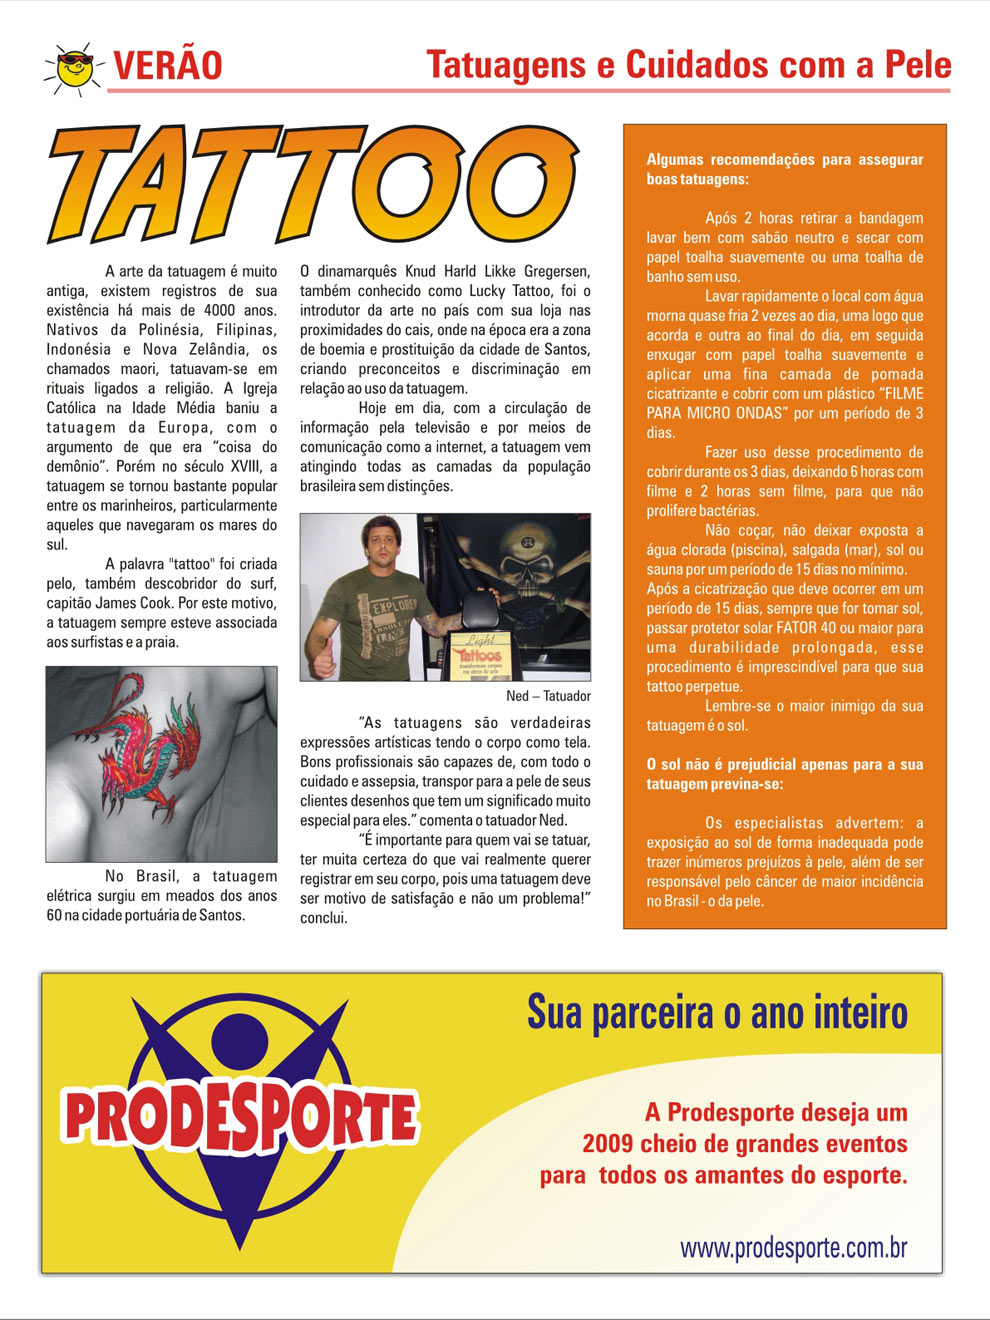 VERÃO
Tatuagens e Cuidados com a Pele
TATTOO
A arte da tatuagem é muito
antiga, existem registros de sua
existência há mais de 4000 anos.
Nativos da Polinésia, Filipinas,
Indonésia e Nova Zelândia, os
chamados maori, tatuavam-se em
rituais ligados a religião. A Igreja
Católica na Idade Média baniu a
tatuagem da Europa, com o
argumento de que era “coisa do
demônio”. Porém no século XVIII, a
tatuagem se tornou bastante popular
entre os marinheiros, particularmente
aqueles que navegaram os mares do
sul.
A palavra "tattoo" foi criada
pelo, também descobridor do surf,
capitão James Cook. Por este motivo,
a tatuagem sempre esteve associada
aos surfistas e a praia.
No Brasil, a tatuagem
elétrica surgiu em meados dos anos
60 na cidade portuária de Santos.
O dinamarquês Knud Harld Likke Gregersen,
também conhecido como Lucky Tattoo, foi o
introdutor da arte no país com sua loja nas
proximidades do cais, onde na época era a zona
de boemia e prostituição da cidade de Santos,
criando preconceitos e discriminação em
relação ao uso da tatuagem.
Hoje em dia, com a circulação de
informação pela televisão e por meios de
comunicação como a internet, a tatuagem vem
atingindo todas as camadas da população
brasileira sem distinções.
EXPLORER
ABSOLUTE
Light
Tattoos
transformam corpos
em obras de arte
Ned – Tatuador
“As tatuagens são verdadeiras
expressões artísticas tendo o corpo como tela.
Bons profissionais são capazes de, com todo o
cuidado e assepsia, transpor para a pele de seus
clientes desenhos que tem um significado muito
especial para eles.” comenta o tatuador Ned.
“É importante para quem vai se tatuar,
ter muita certeza do que vai realmente querer
registrar em seu corpo, pois uma tatuagem deve
ser motivo de satisfação e não um problema!”
conclui.
Algumas recomendações para assegurar
boas tatuagens:
Após 2 horas retirar a bandagem
lavar bem com sabão neutro e secar com
papel toalha suavemente ou uma toalha de
banho sem uso.
Lavar rapidamente o local com água
morna quase fria 2 vezes ao dia, uma logo que
acorda e outra ao final do dia, em seguida
enxugar com papel toalha suavemente e
aplicar uma fina camada de pomada
cicatrizante e cobrir com um plástico “FILME
PARA MICRO ONDAS” por um período de 3
dias.
Fazer uso desse procedimento de
cobrir durante os 3 dias, deixando 6 horas com
filme e 2 horas sem filme, para que não
prolifere bactérias.
Não coçar, não deixar exposta a
água clorada (piscina), salgada (mar), sol ou
sauna por um período de 15 dias no mínimo.
Após a cicatrização que deve ocorrer em um
período de 15 dias, sempre que for tomar sol,
passar protetor solar FATOR 40 ou maior para
uma durabilidade prolongada, esse
procedimento é imprescindível para que sua
tattoo perpetue.
Lembre-se o maior inimigo da sua
tatuagem é o sol.
O sol não é prejudicial apenas para a sua
tatuagem previna-se:
Os especialistas advertem: a
exposição ao sol de forma inadequada pode
trazer inúmeros prejuízos à pele, além de ser
responsável pelo câncer de maior incidência
no Brasil - o da pele.
PRODESPORTE
Sua parceira o ano inteiro
A Prodesporte deseja um
2009 cheio de grandes eventos
para todos os amantes do esporte.
www.prodesporte.com.br